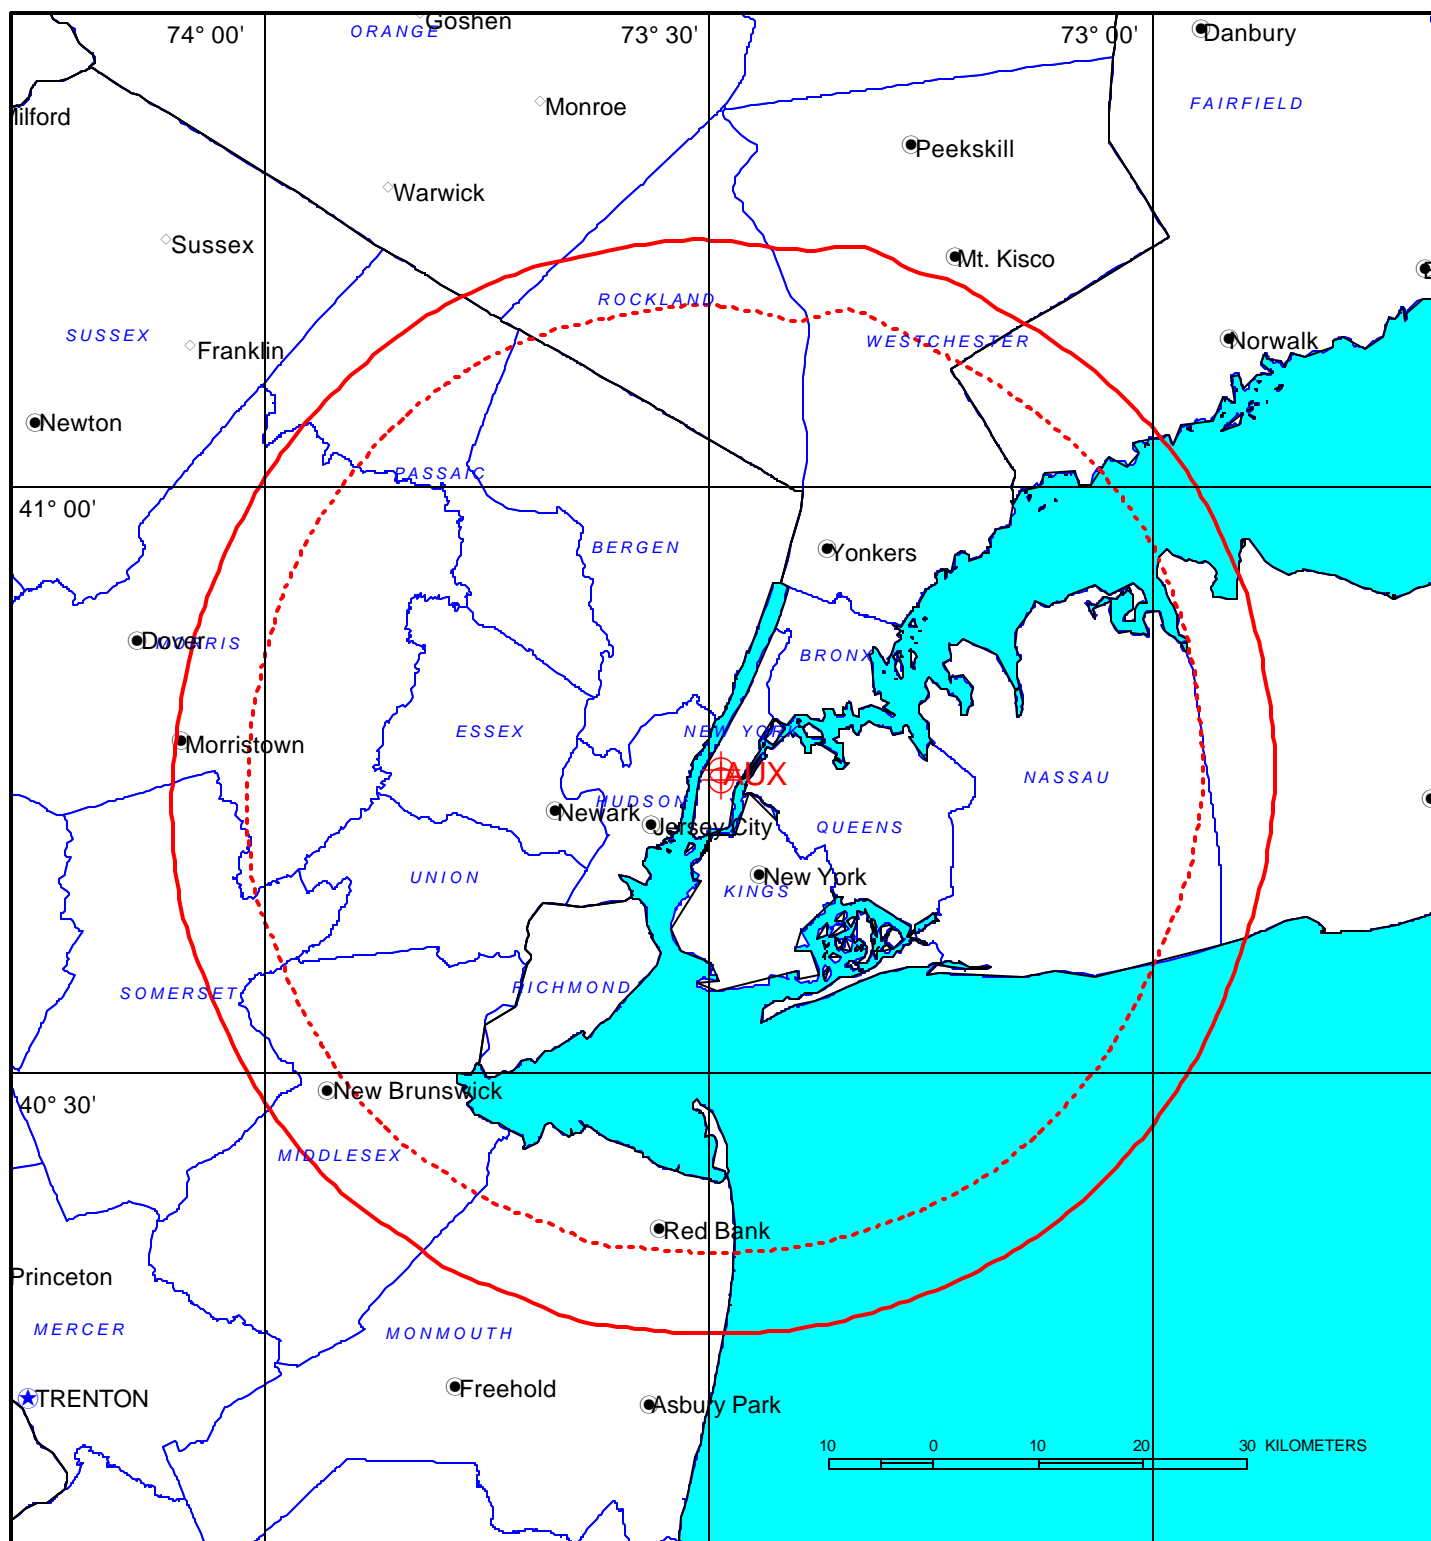 Goshen
ORANGE
74° 00'
73° 30'
73° 00'
Danbury
FAIRFIELD
Monroe
Milford
Peekskill
Warwick
Sussex
Mt. Kisco
ROCKLAND
SUSSEX
WESTCHESTER
Norwalk
Franklin
Newton
PASSAIC
41° 00'
BERGEN
Yonkers
Dover
MORRIS
BRONX
ESSEX
NEW YORK
Morristown
AUX
NASSAU
HUDSON
Newark
Jersey City
QUEENS
UNION
New York
KINGS
SOMERSET
RICHMOND
New Brunswick
40° 30'
MIDDLESEX
Red Bank
Princeton
MERCER
MONMOUTH
Freehold
TRENTON
Asbury Park
10 0 10 20 30 KILOMETERS